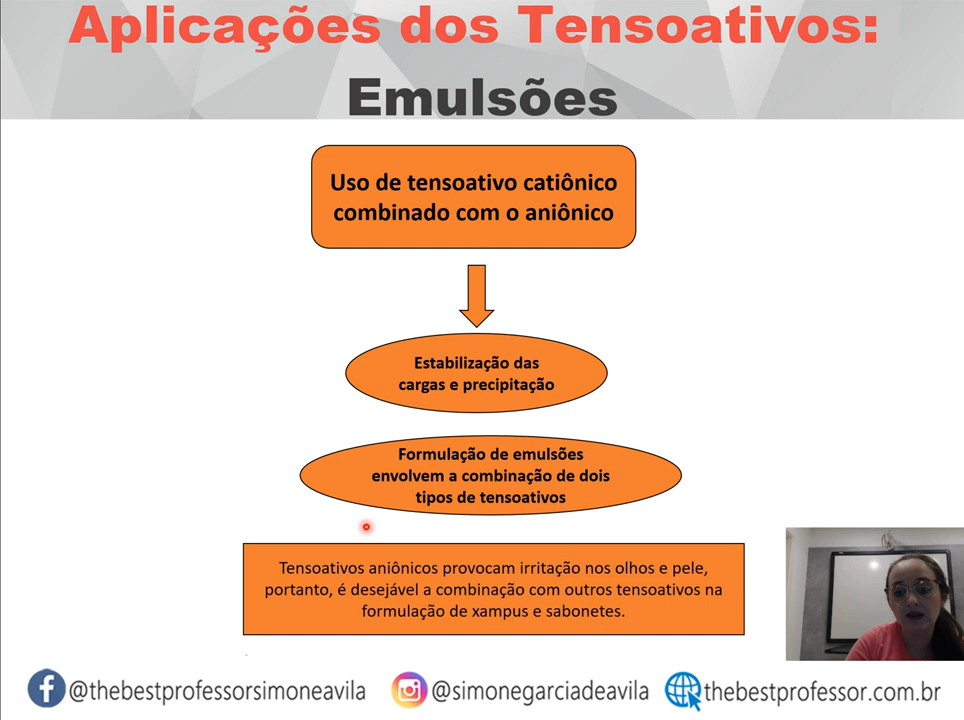 Aplicações dos Tensoativos:
Emulsões
Uso de tensoativo catiônico
combinado com o aniônico
Estabilização das
cargas e precipitação
Formulação de emulsões
envolvem a combinação de dois
tipos de tensoativos
Tensoativos aniônicos provocam irritação nos olhos e pele,
portanto, é desejável a combinação com outros tensoativos na
formulação de xampus e sabonetes.
@thebestprofessorsimoneavila
@simonegarciadeavila
thebestprofessor.com.br